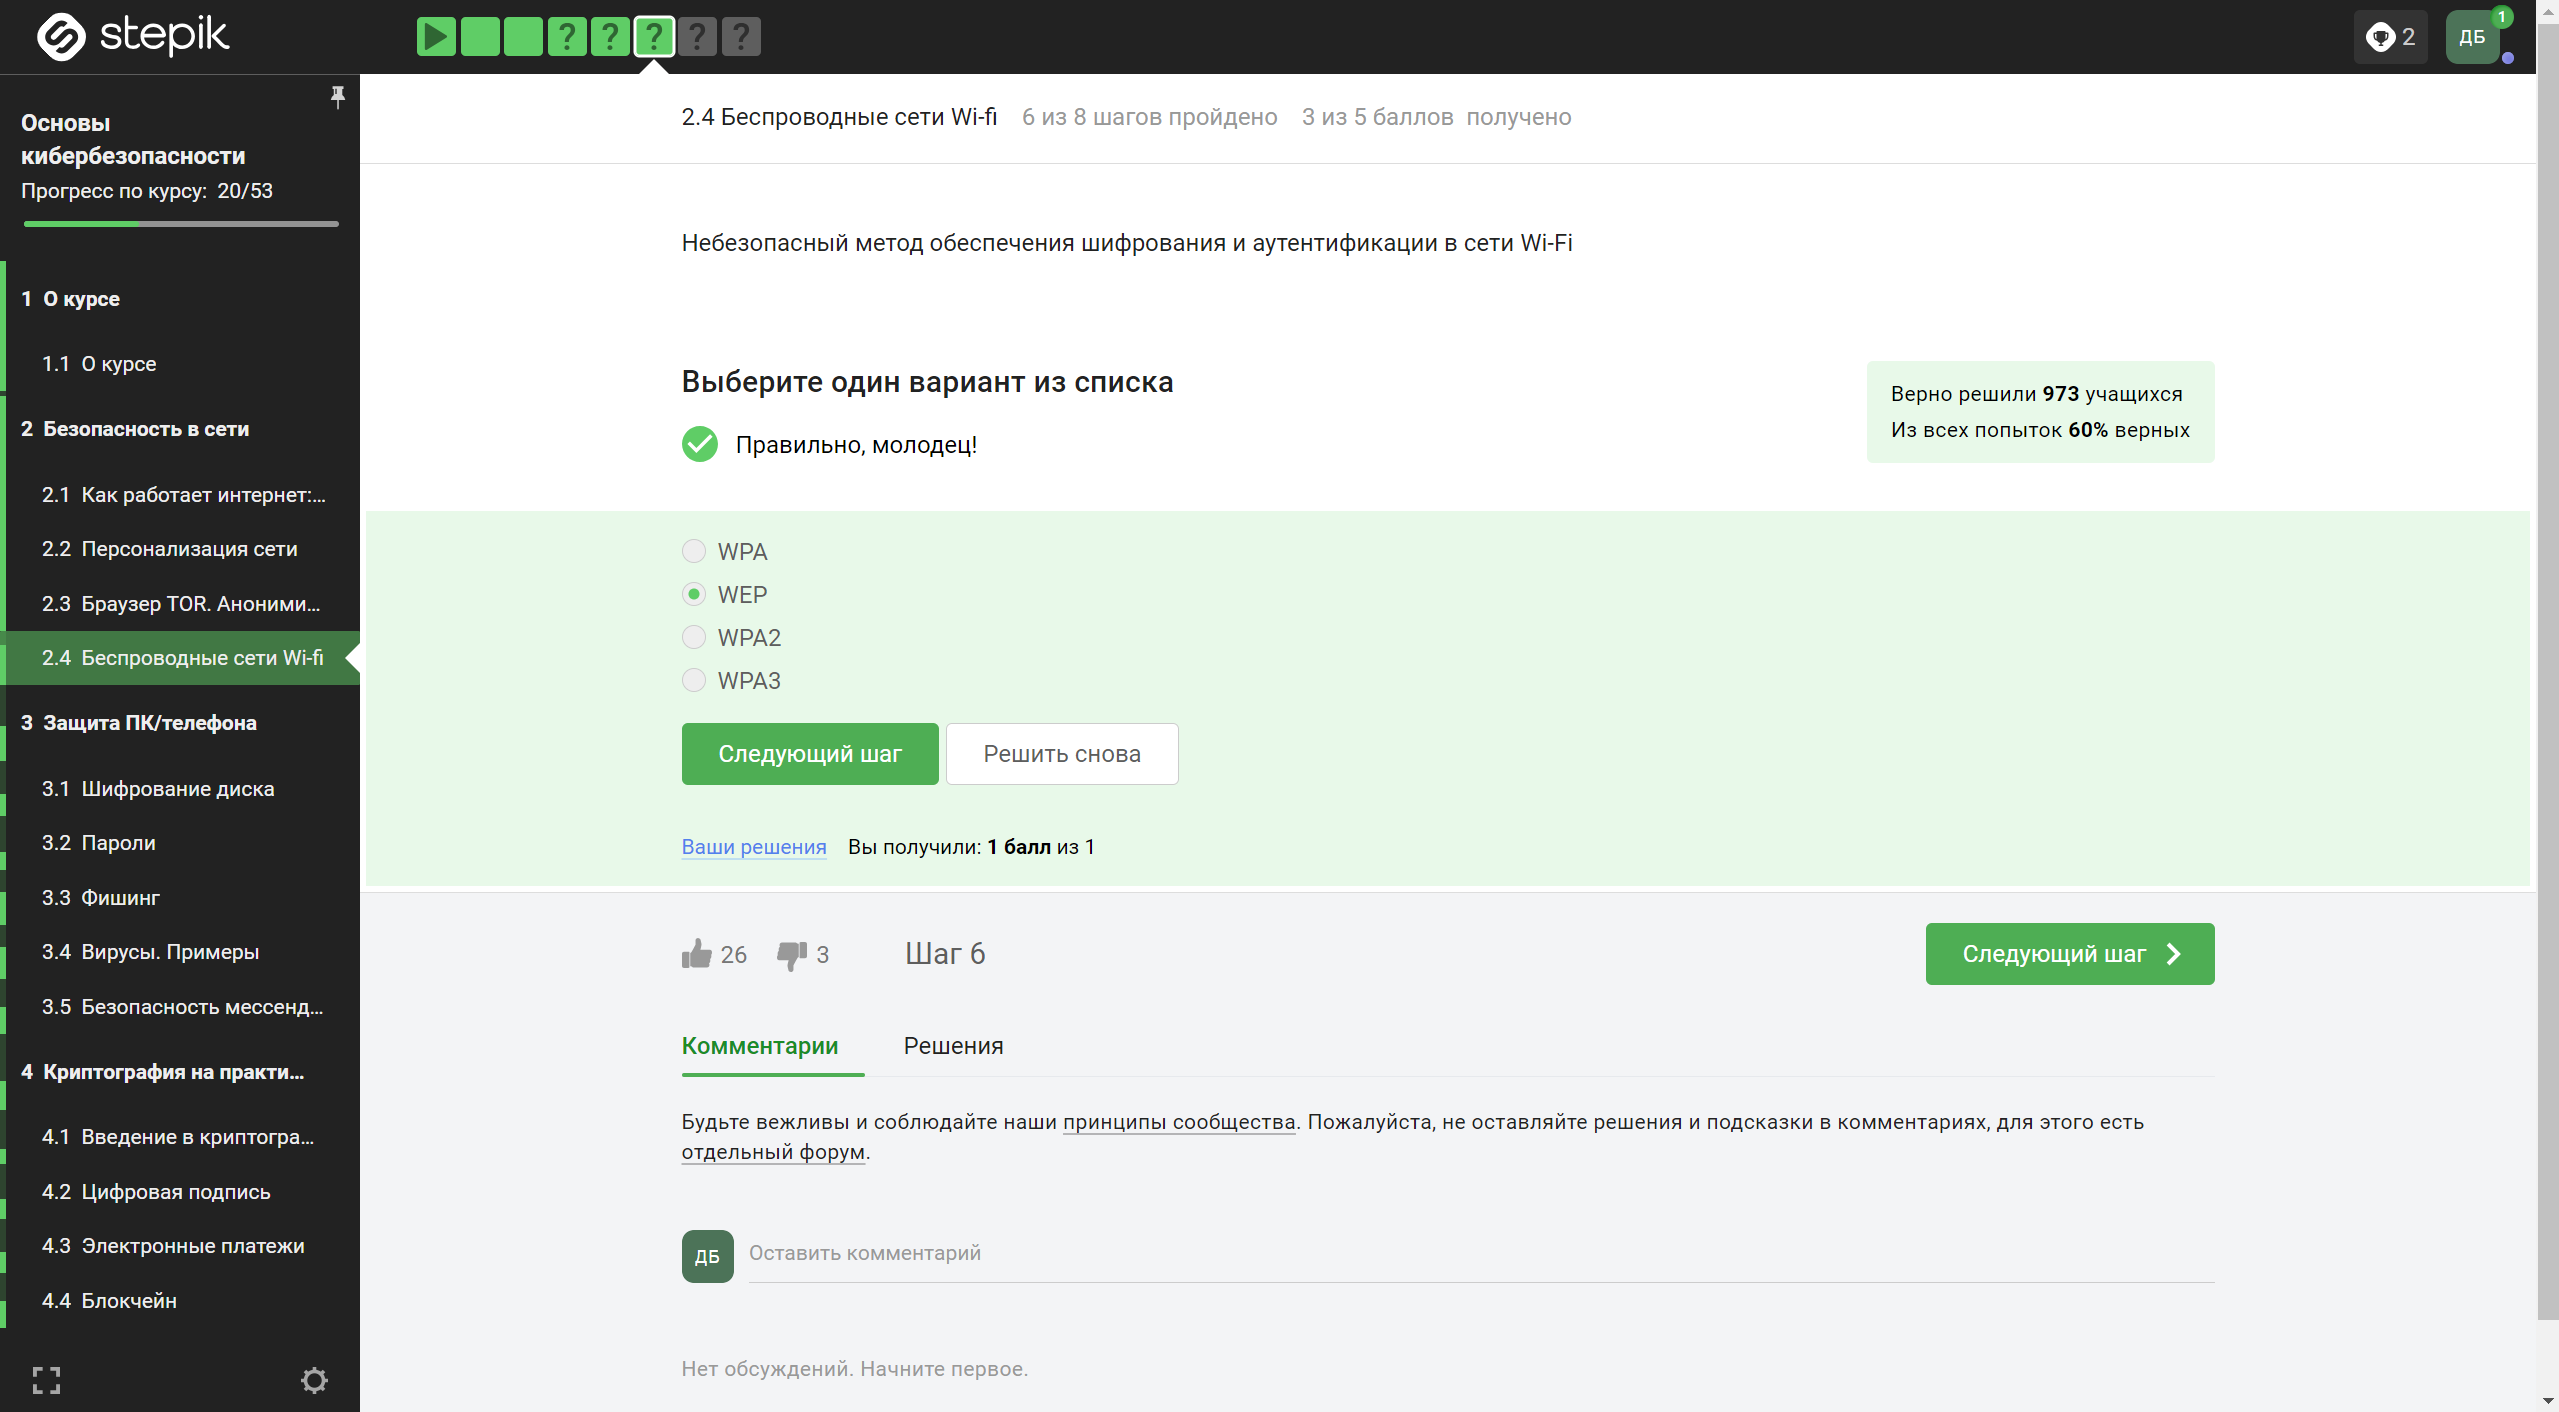 stepik
? ? ? ? ?
2
ДБ
1
Основы
кибербезопасности
Прогресс по курсу: 20/53
1 О курсе
1.1 О курсе
2 Безопасность в сети
2.1 Как работает интернет:...
2.2 Персонализация сети
2.3 Браузер TOR. Аноними...
2.4 Беспроводные сети Wi-fi
3 Защита ПК/телефона
3.1 Шифрование диска
3.2 Пароли
3.3 Фишинг
3.4 Вирусы. Примеры
3.5 Безопасность мессенд...
4 Криптография на практи...
4.1 Введение в криптогра...
4.2 Цифровая подпись
4.3 Электронные платежи
4.4 Блокчейн
2.4 Беспроводные сети Wi-fi 6 из 8 шагов пройдено 3 из 5 баллов получено
Небезопасный метод обеспечения шифрования и аутентификации в сети Wi-Fi
Выберите один вариант из списка
Правильно, молодец!
Верно решили 973 учащихся
Из всех попыток 60% верных
WPA
WEP
WPA2
WPA3
Следующий шаг Решить снова
Ваши решения Вы получили: 1 балл из 1
26 3 Шаг 6 Следующий шаг
Комментарии Решения
Будьте вежливы и соблюдайте наши принципы сообщества. Пожалуйста, не оставляйте решения и подсказки в комментариях, для этого есть
отдельный форум.
ДБ Оставить комментарий
Нет обсуждений. Начните первое.